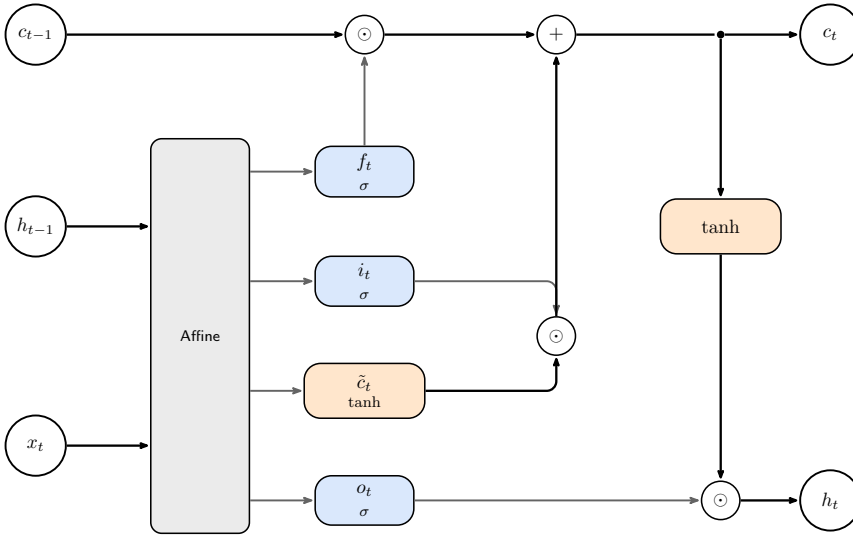 c_{t−1}
⊙
+
c_t
f_t
σ
h_{t−1}
tanh
i_t
σ
Affine
⊙
c̃_t
tanh
x_t
o_t
σ
⊙
h_t